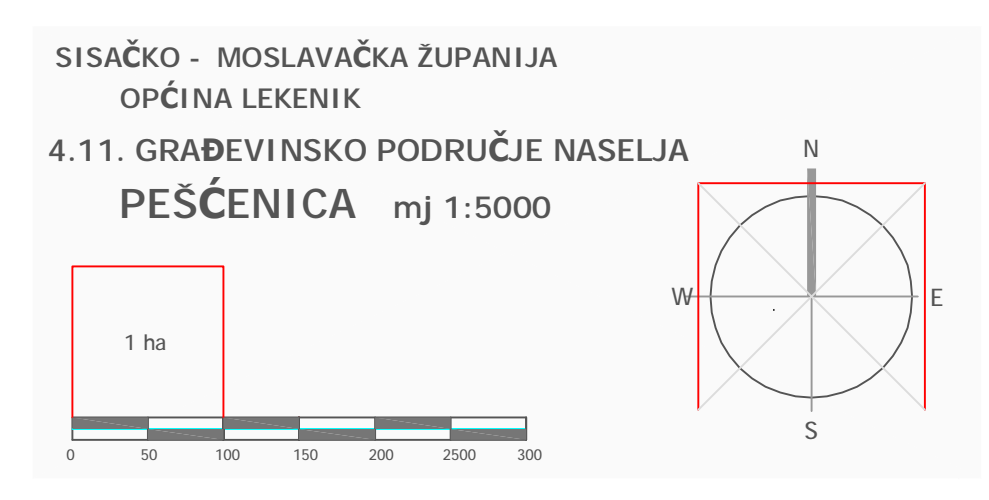 SISAČKO - MOSLAVAČKA ŽUPANIJA
OPĆINA LEKENIK
4.11. GRAĐEVINSKO PODRUČJE NASELJA
PEŠĆENICA mj 1:5000
N
W
E
S
1 ha
0 50 100 150 200 2500 300